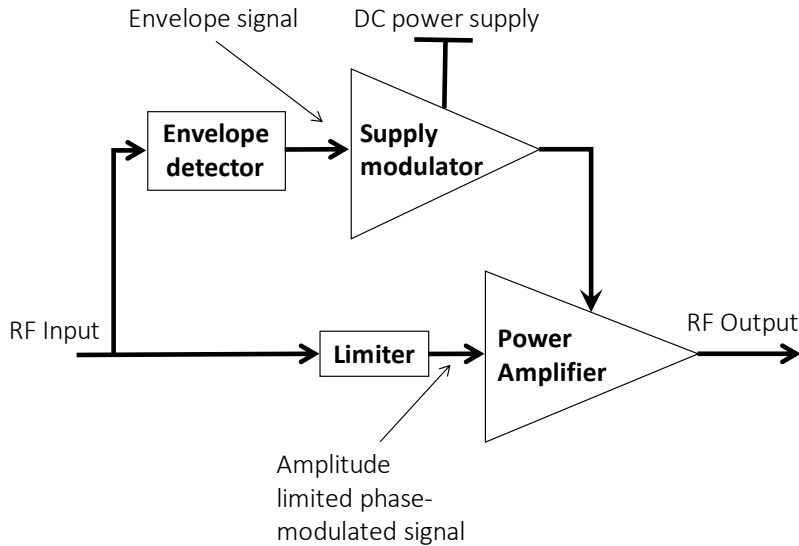 Envelope signal
DC power supply
Envelope
detector
Supply
modulator
RF Input
Limiter
Power
Amplifier
RF Output
Amplitude
limited phase-
modulated signal